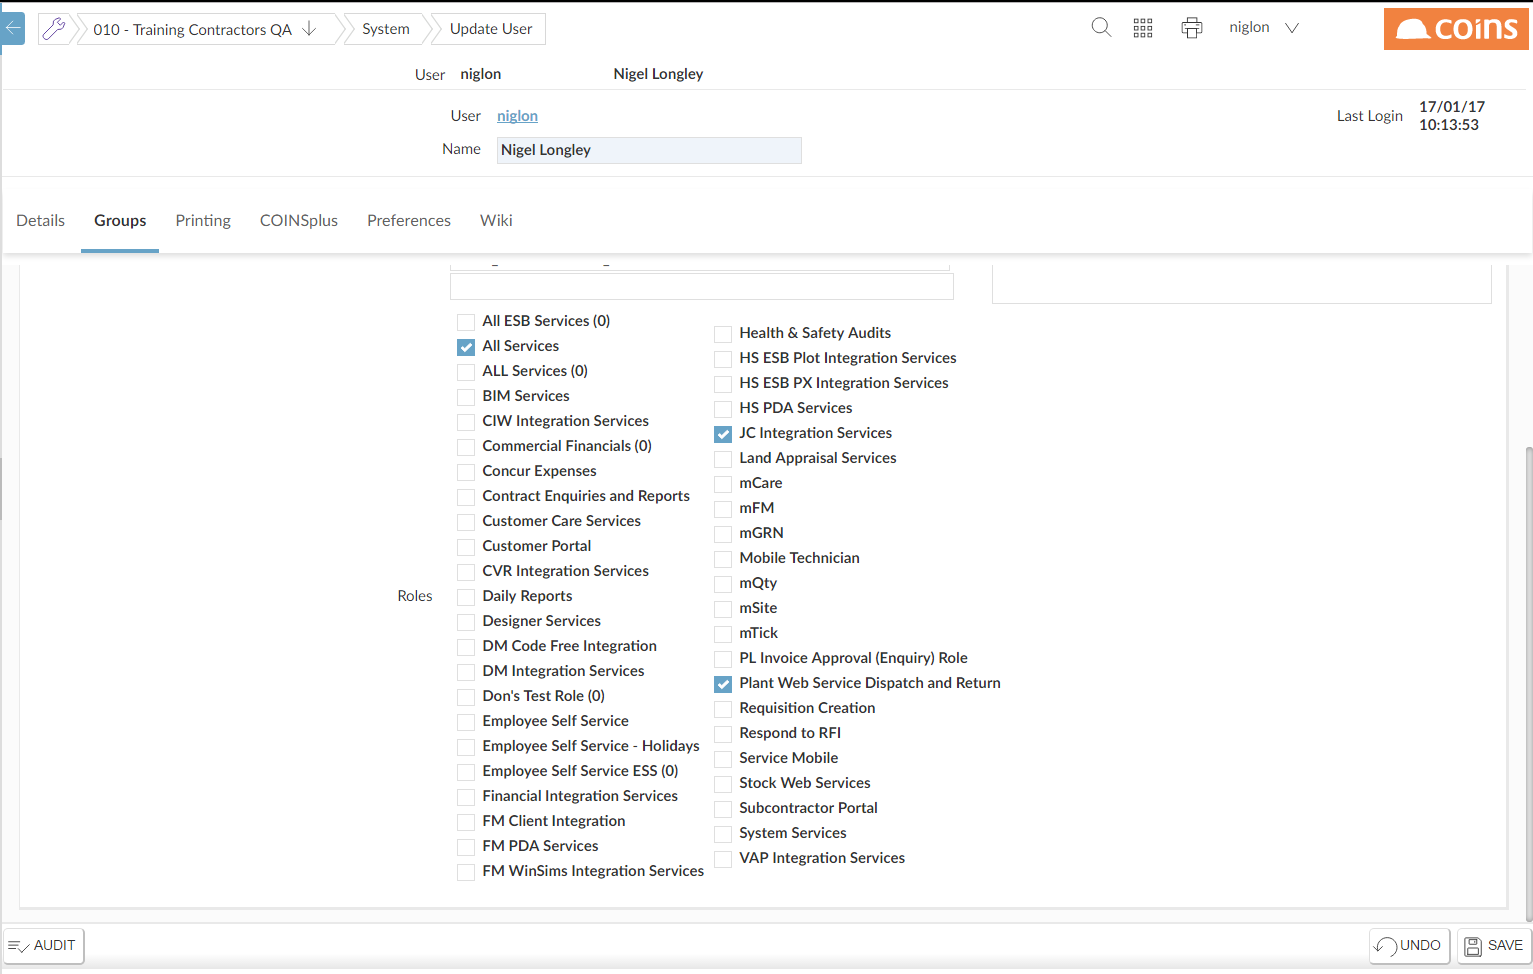 010 - Training Contractors QA
System
Update User
niglon
coins
User niglon Nigel Longley
User niglon
Last Login 17/01/17
10:13:53
Name Nigel Longley
Details Groups Printing COINSplus Preferences Wiki
Roles
All ESB Services (0)
All Services
ALL Services (0)
BIM Services
CIW Integration Services
Commercial Financials (0)
Concur Expenses
Contract Enquiries and Reports
Customer Care Services
Customer Portal
CVR Integration Services
Daily Reports
Designer Services
DM Code Free Integration
DM Integration Services
Don's Test Role (0)
Employee Self Service
Employee Self Service - Holidays
Employee Self Service ESS (0)
Financial Integration Services
FM Client Integration
FM PDA Services
FM WinSims Integration Services
Health & Safety Audits
HS ESB Plot Integration Services
HS ESB PX Integration Services
HS PDA Services
JC Integration Services
Land Appraisal Services
mCare
mFM
mGRN
Mobile Technician
mQty
mSite
mTick
PL Invoice Approval (Enquiry) Role
Plant Web Service Dispatch and Return
Requisition Creation
Respond to RFI
Service Mobile
Stock Web Services
Subcontractor Portal
System Services
VAP Integration Services
AUDIT
UNDO
SAVE